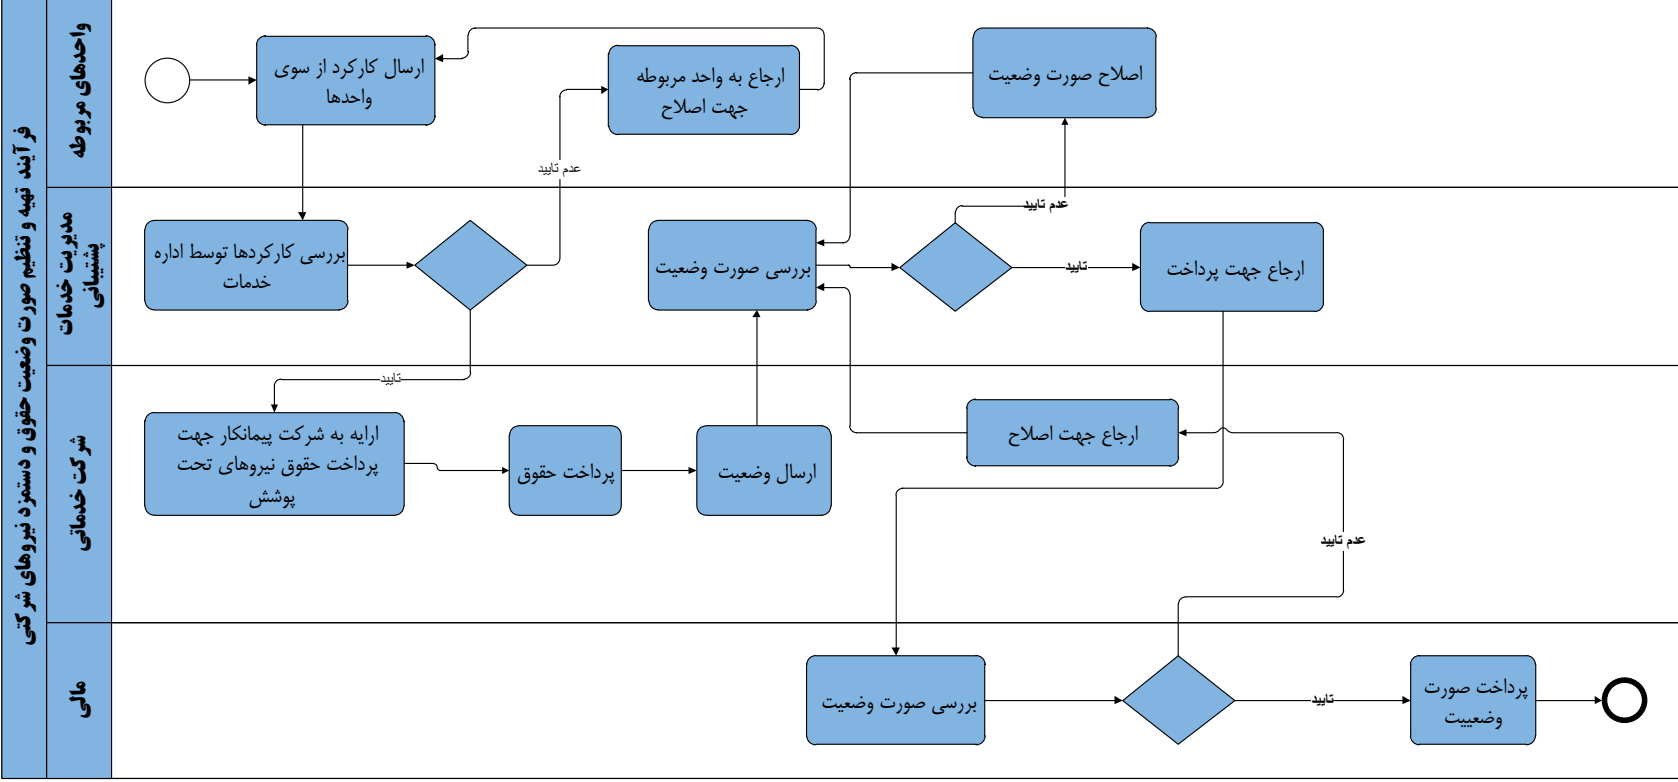 فرآیند تهیه و تنظیم صورت وضعیت حقوق و دستمزد نیروهای شرکتی
واحدهای مربوطه
ارسال کارکرد از سوی
واحدها
ارجاع به واحد مربوطه
جهت اصلاح
اصلاح صورت وضعیت
عدم تایید
مدیریت خدمات
پشتیبانی
بررسی کارکردها توسط اداره
خدمات
بررسی صورت وضعیت
عدم تایید
تایید
ارجاع جهت پرداخت
شرکت خدماتی
تایید
ارایه به شرکت پیمانکار جهت
پرداخت حقوق نیروهای تحت
پوشش
پرداخت حقوق
ارسال وضعیت
ارجاع جهت اصلاح
عدم تایید
مالی
بررسی صورت وضعیت
تایید
پرداخت صورت
وضعییت